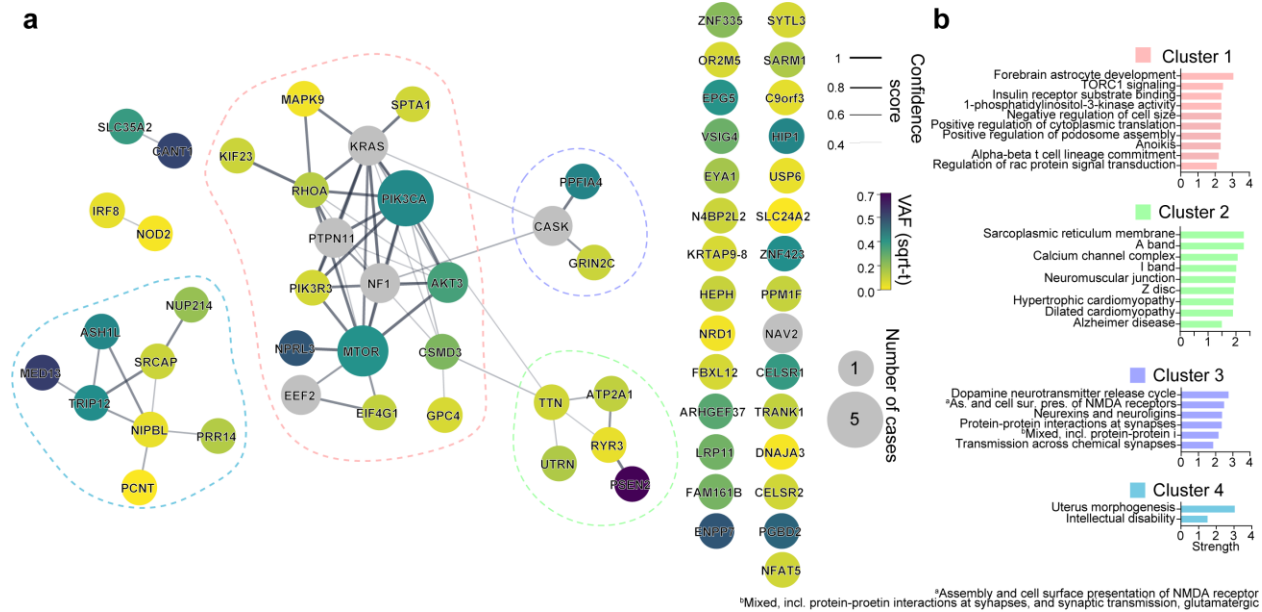 a
SLC35A2
GANT1
IRF8
NOD2
NUP214
ASH1L
SRCAP
MED13
TRIP12
NIPBL
PRR14
PCNT
MAPK9
SPTA1
KRAS
KIF23
RHOA
PIK3CA
PTPN11
PIK3R3
NF1
AKT3
NPRL3
MTOR
CSMD3
EEF2
EIF4G1
GPC4
PPFIA4
CASK
GRIN2C
TTN
ATP2A1
RYR3
UTRN
PSEN2
ZNF335
SYTL3
OR2M5
SARM1
EPG5
C9orf3
VSIG4
HIP1
EYA1
USP6
N4BP2L2
SLC24A2
KRTAP9-8
ZNF423
HEPH
PPM1F
NRD1
NAV2
FBXL12
CELSR1
ARHGEF37
TRANK1
LRP11
DNAJA3
FAM161B
CELSR2
ENPP7
PGBD2
NFAT5
1
0.8
0.6
0.4
Confidence
score
0.7
0.6
0.4
0.2
0.0
VAF (sqrt-t)
1
5
Number of cases
b
Cluster 1
Forebrain astrocyte development
TORC1 signaling
Insulin receptor substrate binding
1-phosphatidylinositol-3-kinase activity
Negative regulation of cell size
Positive regulation of cytoplasmic translation
Positive regulation of podosome assembly
Anoikis
Alpha-beta t cell lineage commitment
Regulation of rac protein signal transduction
0 1 2 3 4
Cluster 2
Sarcoplasmic reticulum membrane
A band
Calcium channel complex
I band
Neuromuscular junction
Z disc
Hypertrophic cardiomyopathy
Dilated cardiomyopathy
Alzheimer disease
0 1 2
Cluster 3
Dopamine neurotransmitter release cycle
ᵃAs. and cell sur. pres. of NMDA receptors
Neurexins and neuroligins
Protein-protein interactions at synapses
ᵇMixed, incl. protein-protein i
Transmission across chemical synapses
0 1 2 3 4
Cluster 4
Uterus morphogenesis
Intellectual disability
0 1 2 3 4
Strength
ᵃAssembly and cell surface presentation of NMDA receptor
ᵇMixed, incl. protein-proetin interactions at synapses, and synaptic transmission, glutamatergic